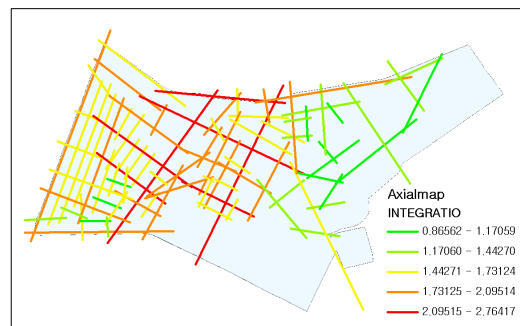 Axialmap
INTEGRATIO
0.86562 - 1.17059
1.17060 - 1.44270
1.44271 - 1.73124
1.73125 - 2.09514
2.09515 - 2.76417